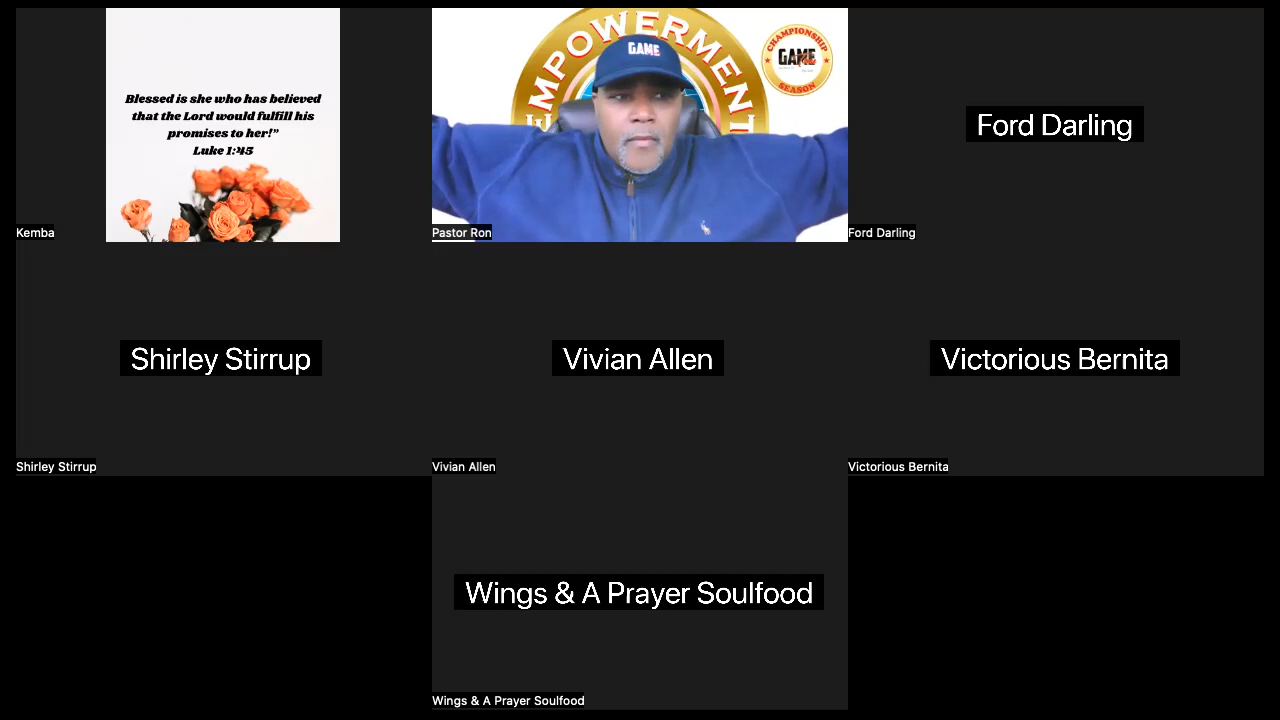 Blessed is she who has believed
that the Lord would fulfill his
promises to her!”
Luke 1:45
Kemba
EMPOWERMENT
GAME
CHAMPIONSHIP
GAME
SEASON
Pastor Ron
Ford Darling
Ford Darling
Shirley Stirrup
Shirley Stirrup
Vivian Allen
Vivian Allen
Victorious Bernita
Victorious Bernita
Wings & A Prayer Soulfood
Wings & A Prayer Soulfood